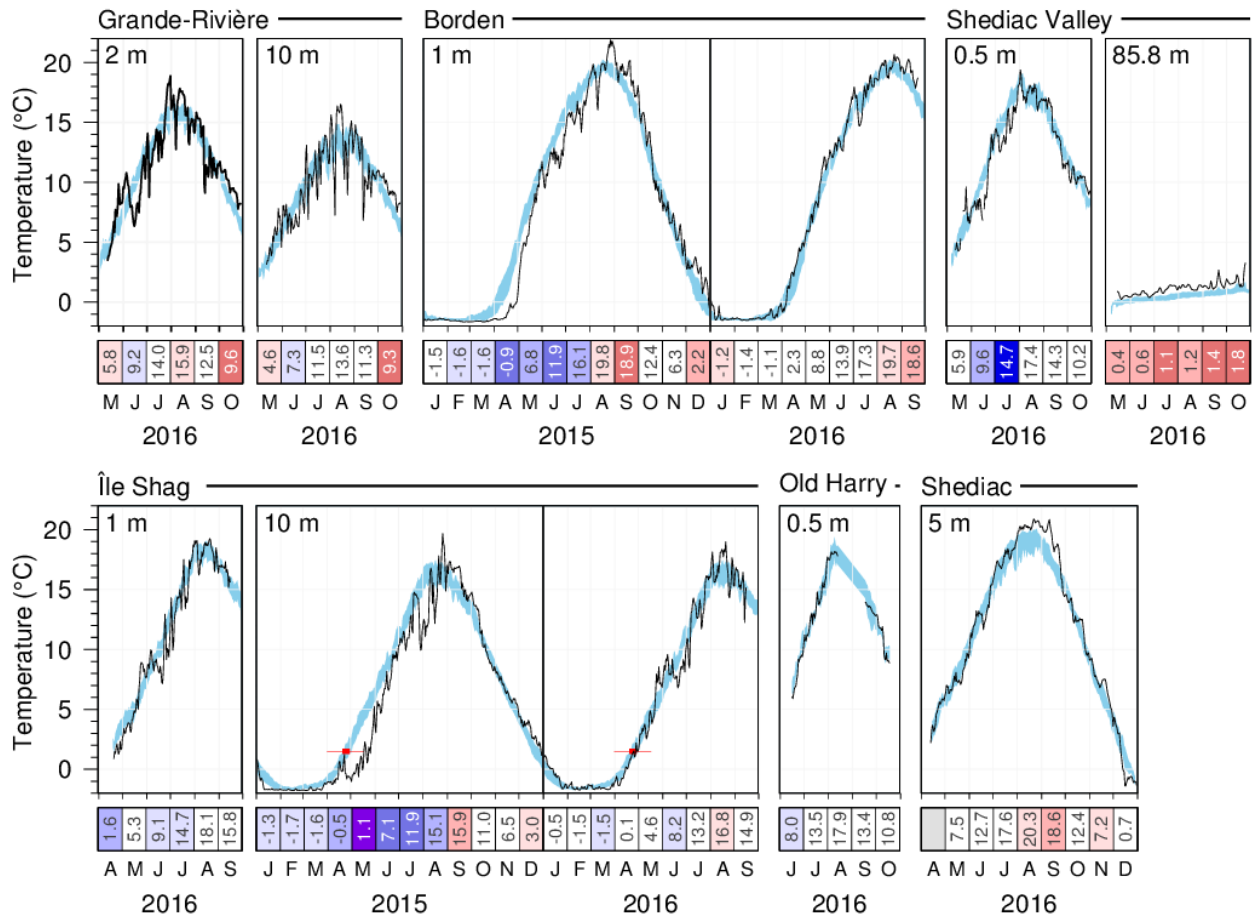 Grande-Rivière Borden Shediac Valley
2 m 10 m 1 m 0.5 m 85.8 m
Temperature (°C)
20
15
10
5
0
5.8 9.2 14.0 15.9 12.5 9.6 4.6 7.3 11.5 13.6 11.3 9.3 -1.5 -1.6 -1.6 -0.9 6.8 11.9 16.1 19.8 18.9 12.4 6.3 2.2 -1.2 -1.4 -1.1 2.3 8.8 13.9 17.3 19.7 18.6 5.9 9.6 14.7 17.4 14.3 10.2 0.4 0.6 1.1 1.2 1.4 1.8
M J J A S O M J J A S O J F M A M J J A S O N D J F M A M J J A S M J J A S O M J J A S O
2016 2016 2015 2016 2016 2016
Île Shag Old Harry Shediac
1 m 10 m 0.5 m 5 m
Temperature (°C)
20
15
10
5
0
1.6 5.3 9.1 14.7 18.1 15.8 -1.3 -1.7 -1.6 -0.5 1.1 7.1 11.9 15.1 15.9 11.0 6.5 3.0 -0.5 -1.5 -1.5 0.1 4.6 8.2 13.2 16.8 14.9 8.0 13.5 17.9 13.4 10.8 7.5 12.7 17.6 20.3 18.6 12.4 7.2 0.7
A M J J A S J F M A M J J A S O N D J F M A M J J A S J J A S O A M J J A S O N D
2016 2015 2016 2016 2016